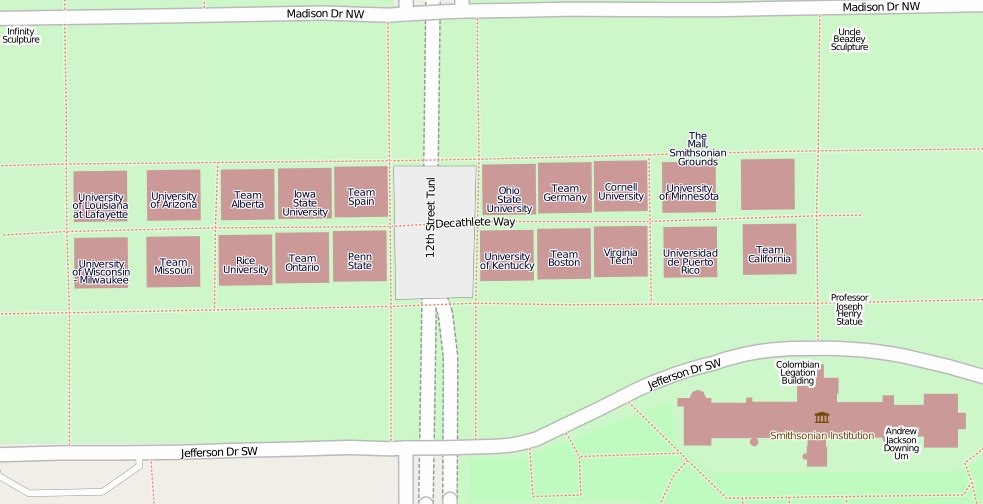 Madison Dr NW
Madison Dr NW
Infinity
Sculpture
Uncle
Beazley
Sculpture
The
Mall,
Smithsonian
Grounds
University
of Louisiana
at Lafayette
University
of Arizona
Team
Alberta
Iowa
State
University
Team
Spain
12th Street Tunl
Ohio
State
University
Team
Germany
Cornell
University
University
of Minnesota
Decathlete Way
University
of Wisconsin
- Milwaukee
Team
Missouri
Rice
University
Team
Ontario
Penn
State
University
of Kentucky
Team
Boston
Virginia
Tech
Universidad
de Puerto
Rico
Team
California
Professor
Joseph
Henry
Statue
Jefferson Dr SW
Colombian
Legation
Building
Smithsonian Institution
Andrew
Jackson
Downing
Urn
Jefferson Dr SW